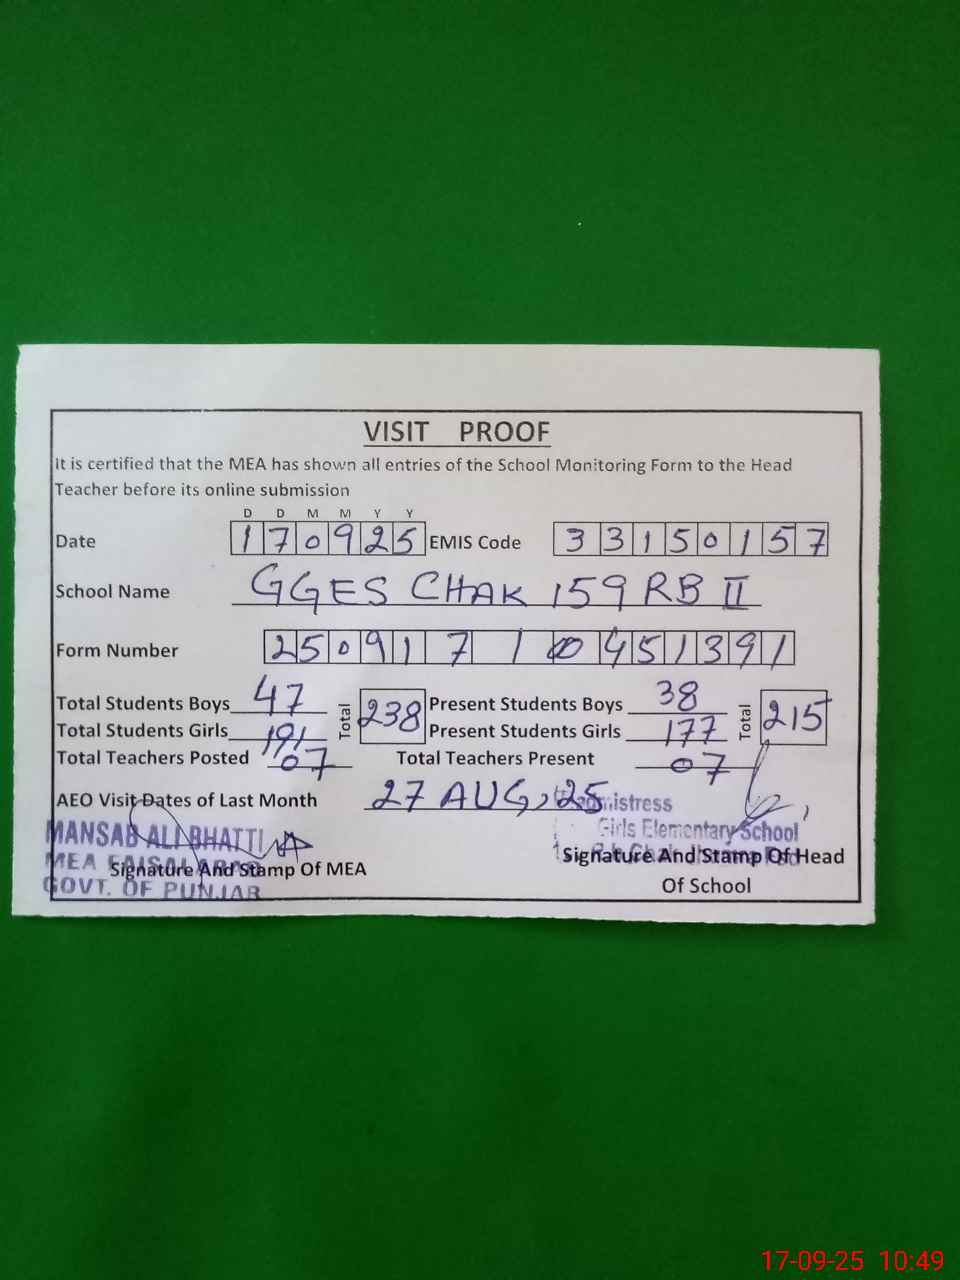 VISIT PROOF
It is certified that the MEA has shown all entries of the School Monitoring Form to the Head
Teacher before its online submission
D D M M Y Y
Date 170925 EMIS Code 33150157
School Name GGES CHAK 159 RB II
Form Number 25091710451391
Total Students Boys 47 Total 238 Present Students Boys 38 Total 215
Total Students Girls 191 Present Students Girls 177
Total Teachers Posted 07 Total Teachers Present 07
AEO Visit Dates of Last Month 27 AUG, 25
mistress
Girls Elementary School
MANSAB ALI BHATTI
MEA FAISALABAD
GOVT. OF PUNJAB
Signature And Stamp Of MEA
Signature And Stamp Of Head
Of School
17-09-25 10:49